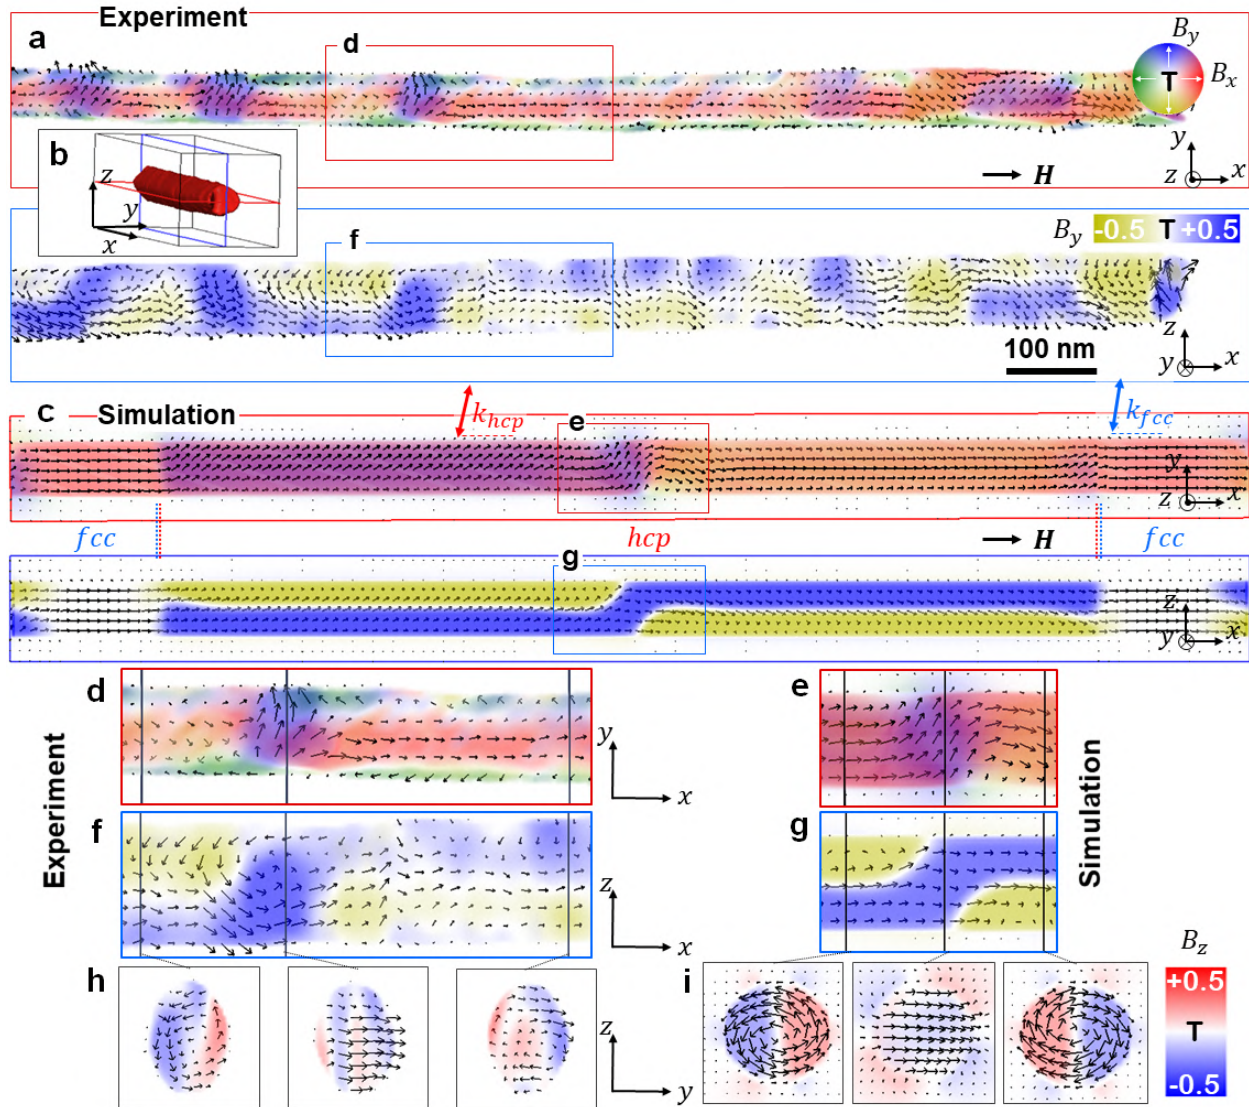 Experiment
a
d
B_y
T
B_x
H
y
z
x
b
z
y
x
f
B_y
-0.5 T +0.5
100 nm
z
y
x
c
Simulation
k_hcp
e
k_fcc
y
z
x
fcc
hcp
H
fcc
g
z
y
x
d
y
x
e
Experiment
f
z
x
g
Simulation
h
z
y
i
B_z
+0.5
T
-0.5